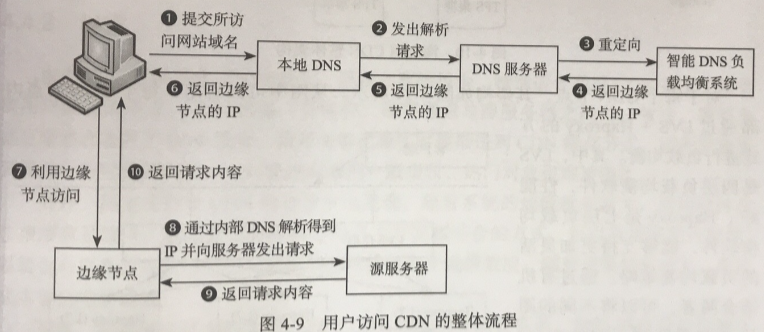 ❶ 提交所访
问网站域名
❷ 发出解析
请求
❸ 重定向
本地 DNS
DNS 服务器
智能 DNS 负
载均衡系统
❻ 返回边缘
节点的 IP
❺ 返回边缘
节点的 IP
❹ 返回边缘
节点的 IP
❼ 利用边缘
节点访问
❿ 返回请求内容
❽ 通过内部 DNS 解析得到
IP 并向服务器发出请求
边缘节点
源服务器
❾ 返回请求内容
图 4-9 用户访问 CDN 的整体流程